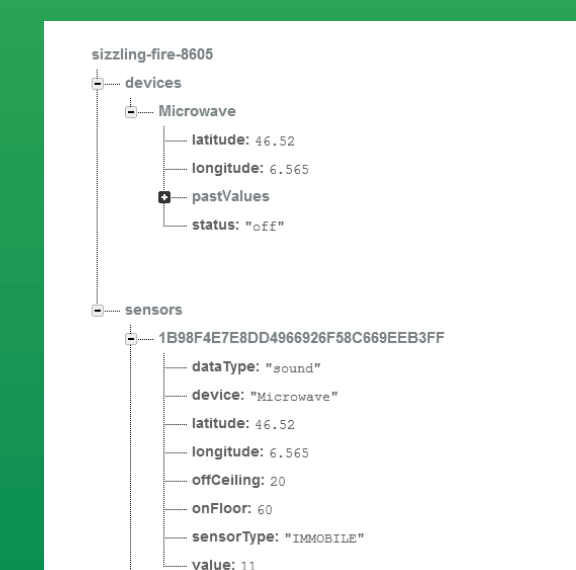 sizzling-fire-8605
devices
Microwave
latitude: 46.52
longitude: 6.565
pastValues
status: "off"
sensors
1B98F4E7E8DD4966926F58C669EEB3FF
dataType: "sound"
device: "Microwave"
latitude: 46.52
longitude: 6.565
offCeiling: 20
onFloor: 60
sensorType: "IMMOBILE"
value: 11